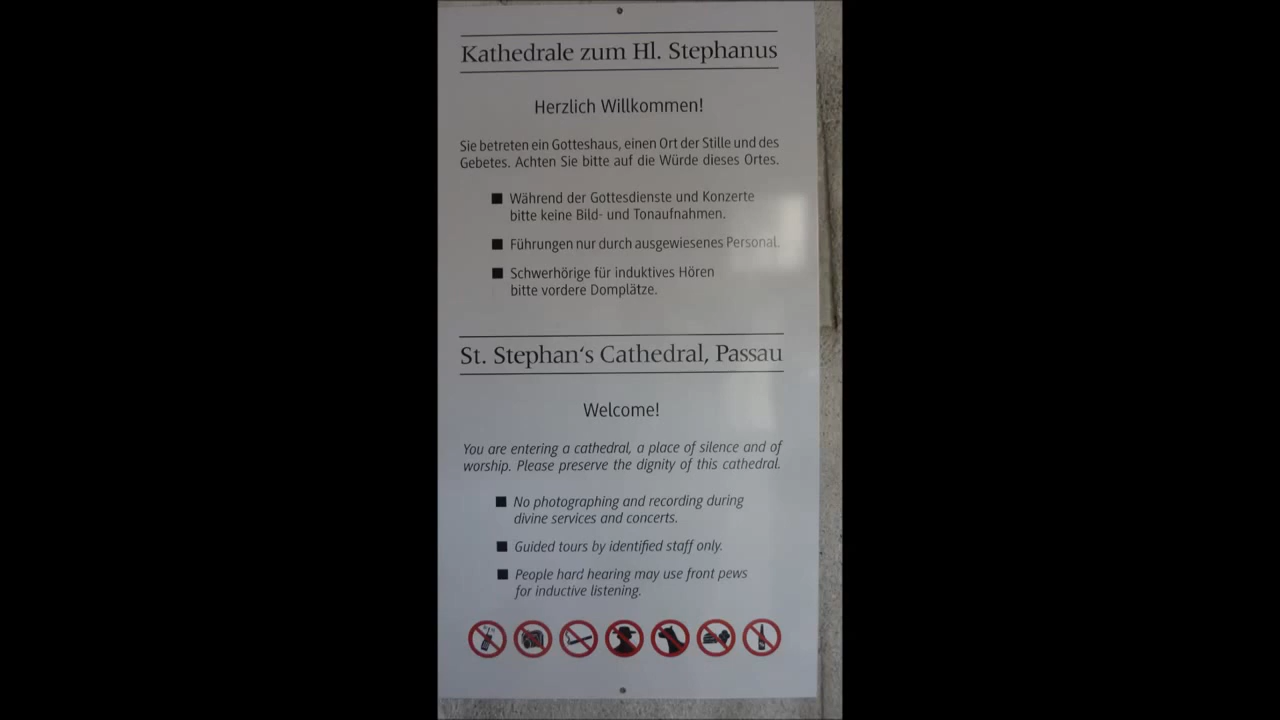 Kathedrale zum Hl. Stephanus
Herzlich Willkommen!
Sie betreten ein Gotteshaus, einen Ort der Stille und des
Gebetes. Achten Sie bitte auf die Würde dieses Ortes.
■ Während der Gottesdienste und Konzerte
bitte keine Bild- und Tonaufnahmen.
■ Führungen nur durch ausgewiesenes Personal.
■ Schwerhörige für induktives Hören
bitte vordere Domplätze.
St. Stephan‘s Cathedral, Passau
Welcome!
You are entering a cathedral, a place of silence and of
worship. Please preserve the dignity of this cathedral.
■ No photographing and recording during
divine services and concerts.
■ Guided tours by identified staff only.
■ People hard hearing may use front pews
for inductive listening.